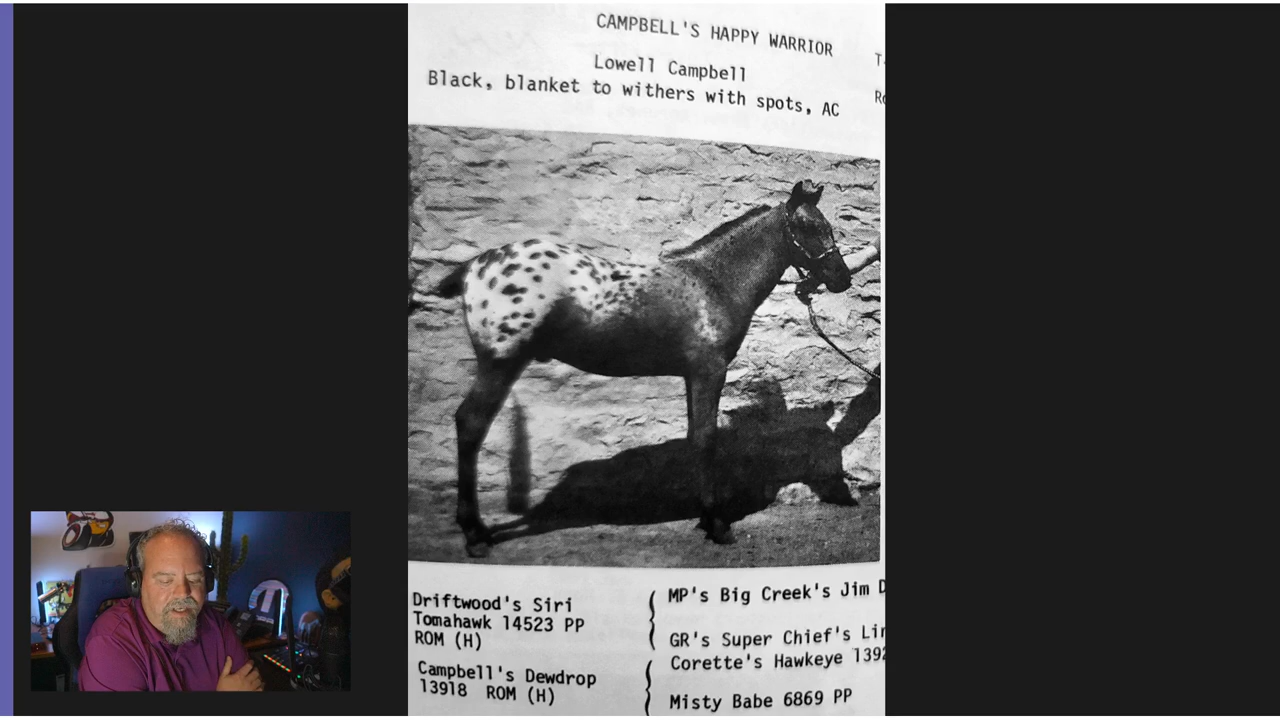 CAMPBELL'S HAPPY WARRIOR
Lowell Campbell
Black, blanket to withers with spots, AC
Driftwood's Siri
Tomahawk 14523 PP
ROM (H)
Campbell's Dewdrop
13918 ROM (H)
MP's Big Creek's Jim
GR's Super Chief's
Corette's Hawkeye
Misty Babe 6869 PP